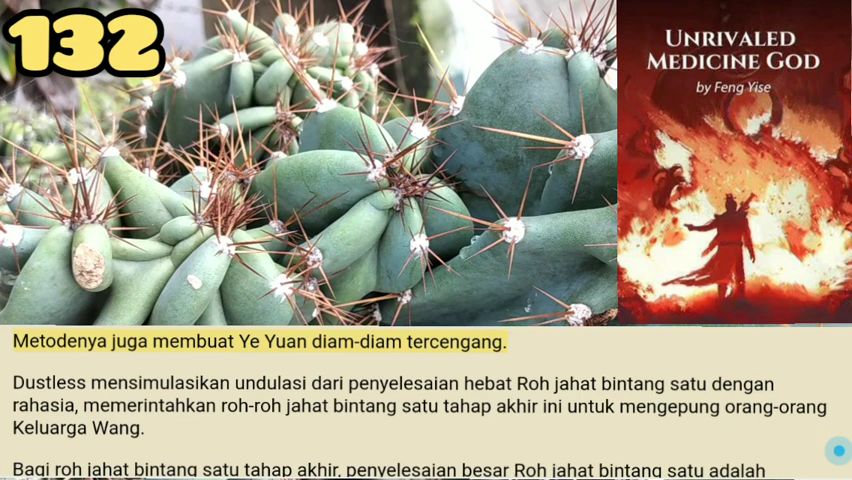 132
UNRIVALED
MEDICINE GOD
by Feng Yise
Metodenya juga membuat Ye Yuan diam-diam tercengang.
Dustless mensimulasikan undulasi dari penyelesaian hebat Roh jahat bintang satu dengan
rahasia, memerintahkan roh-roh jahat bintang satu tahap akhir ini untuk mengepung orang-orang
Keluarga Wang.
Bagi roh jahat bintang satu tahap akhir, penyelesaian besar Roh jahat bintang satu adalah